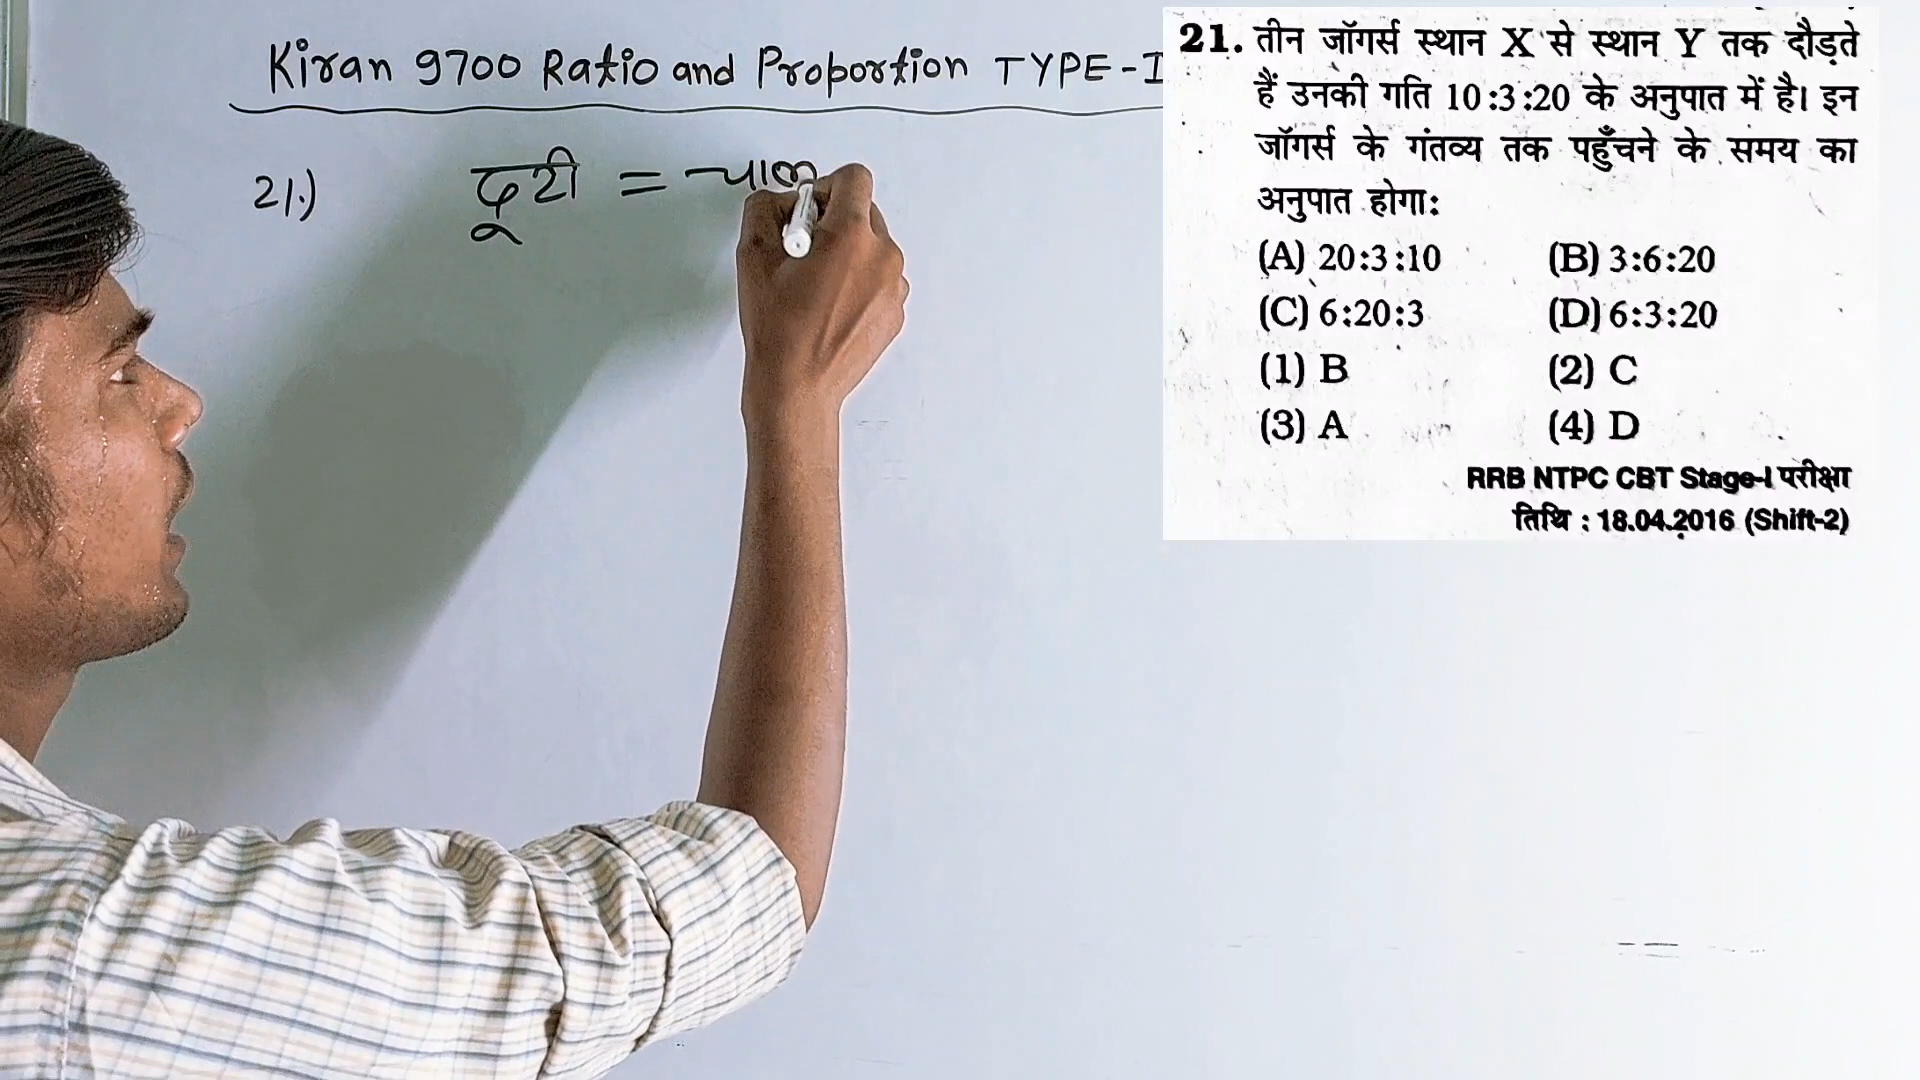 Kiran 9700 Ratio and Proportion TYPE-I
21.)
दूरी = चाल
21. तीन जॉगर्स स्थान X से स्थान Y तक दौड़ते
हैं उनकी गति 10:3:20 के अनुपात में है। इन
जॉगर्स के गंतव्य तक पहुँचने के समय का
अनुपात होगा:
(A) 20:3:10 (B) 3:6:20
(C) 6:20:3 (D) 6:3:20
(1) B (2) C
(3) A (4) D
RRB NTPC CBT Stage-I परीक्षा
तिथि : 18.04.2016 (Shift-2)